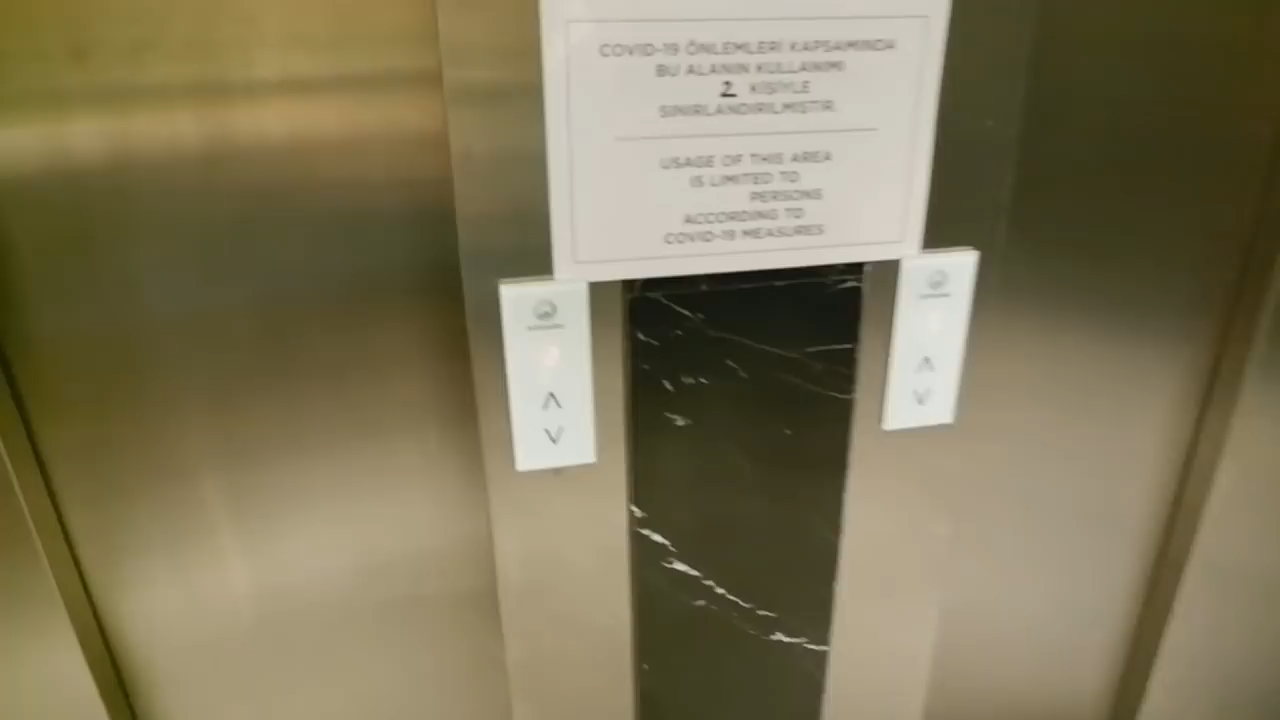 COVID-19 ÖNLEMLERİ KAPSAMINDA
BU ALANIN KULLANIMI
2 KİŞİYLE
SINIRLANDIRILMIŞTIR.
USAGE OF THIS AREA
IS LIMITED TO
PERSONS
ACCORDING TO
COVID-19 MEASURES